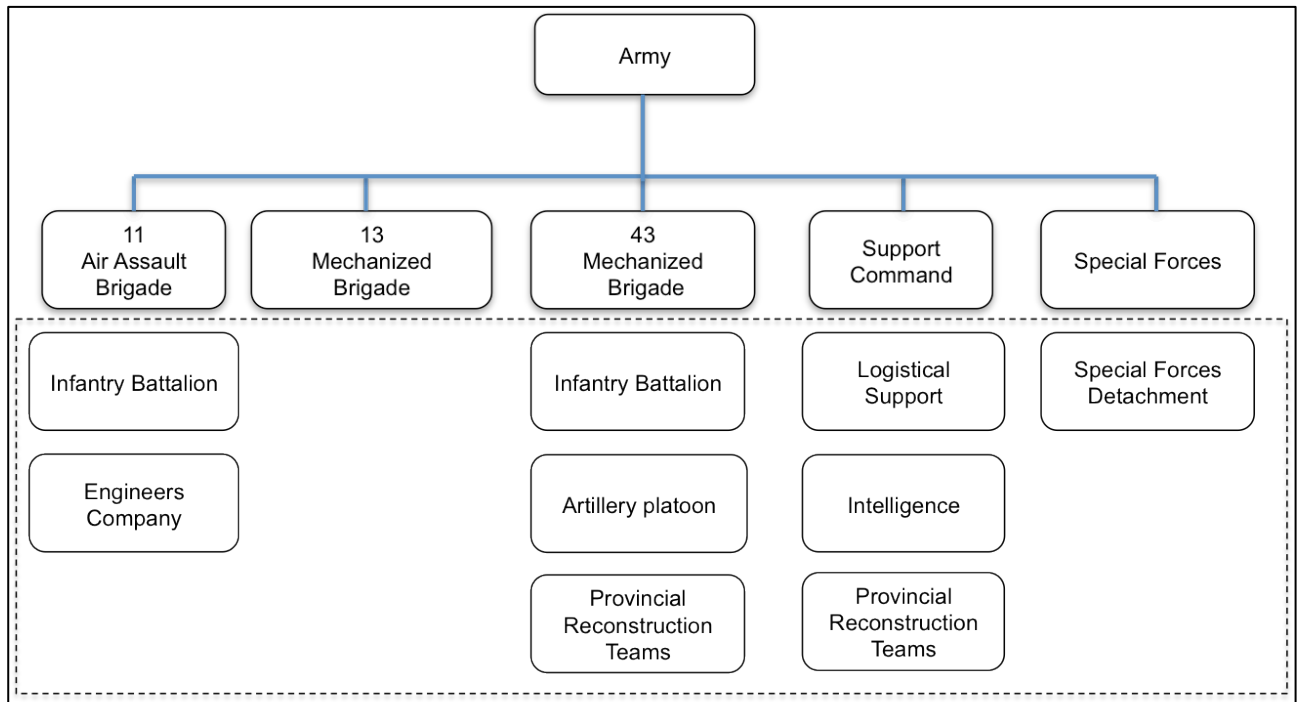 Army
11
Air Assault
Brigade
13
Mechanized
Brigade
43
Mechanized
Brigade
Support
Command
Special Forces
Infantry Battalion
Infantry Battalion
Logistical
Support
Special Forces
Detachment
Engineers
Company
Artillery platoon
Intelligence
Provincial
Reconstruction
Teams
Provincial
Reconstruction
Teams